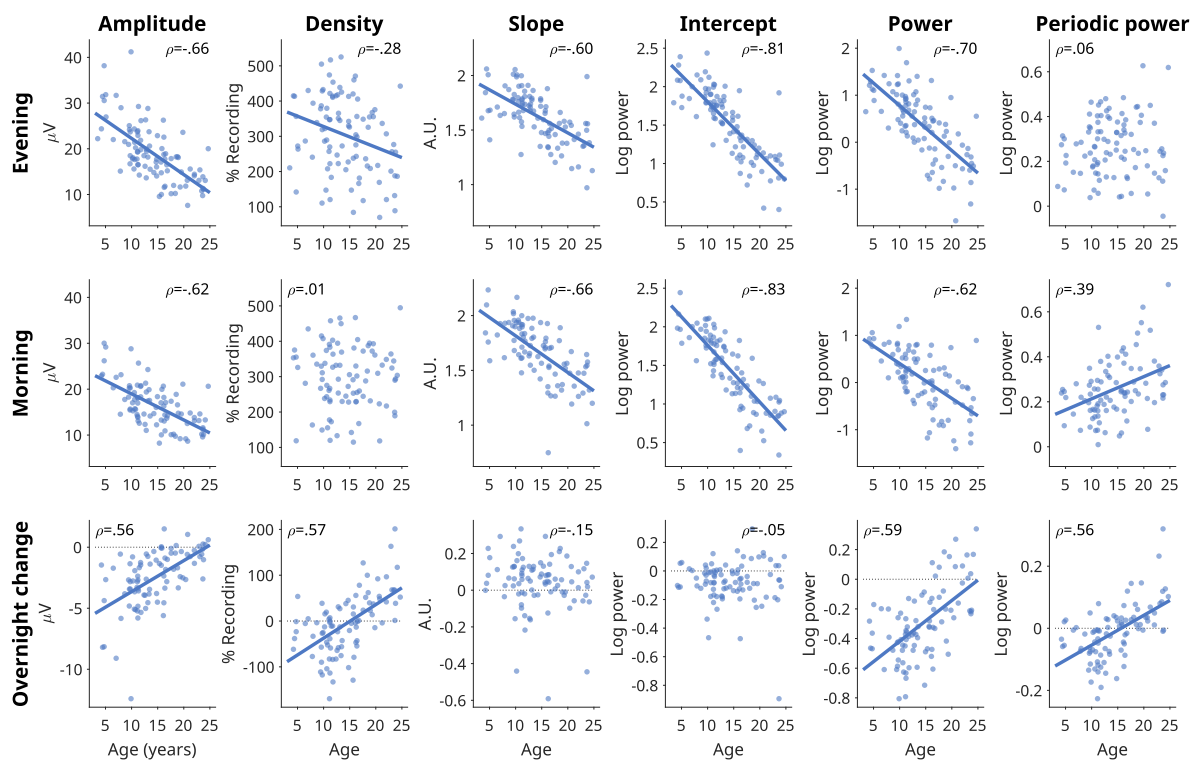 Amplitude Density Slope Intercept Power Periodic power
Evening
μV
40
30
20
10
5 10 15 20 25
ρ=-.66
% Recording
500
400
300
200
100
5 10 15 20 25
ρ=-.28
A.U.
2
1.5
1
5 10 15 20 25
ρ=-.60
Log power
2.5
2
1.5
1
0.5
5 10 15 20 25
ρ=-.81
Log power
2
1
0
-1
5 10 15 20 25
ρ=-.70
Log power
0.6
0.4
0.2
0
5 10 15 20 25
ρ=.06
Morning
μV
40
30
20
10
5 10 15 20 25
ρ=-.62
% Recording
500
400
300
200
100
5 10 15 20 25
ρ=.01
A.U.
2
1.5
1
5 10 15 20 25
ρ=-.66
Log power
2.5
2
1.5
1
0.5
5 10 15 20 25
ρ=-.83
Log power
2
1
0
-1
5 10 15 20 25
ρ=-.62
Log power
0.6
0.4
0.2
0
5 10 15 20 25
ρ=.39
Overnight change
μV
0
-5
-10
5 10 15 20 25
Age (years)
ρ=.56
% Recording
200
100
0
-100
5 10 15 20 25
Age
ρ=.57
A.U.
0.2
0
-0.2
-0.4
-0.6
5 10 15 20 25
Age
ρ=-.15
Log power
0.2
0
-0.2
-0.4
-0.6
-0.8
5 10 15 20 25
Age
ρ=-.05
Log power
0.2
0
-0.2
-0.4
-0.6
-0.8
5 10 15 20 25
Age
ρ=.59
Log power
0.2
0
-0.2
5 10 15 20 25
Age
ρ=.56